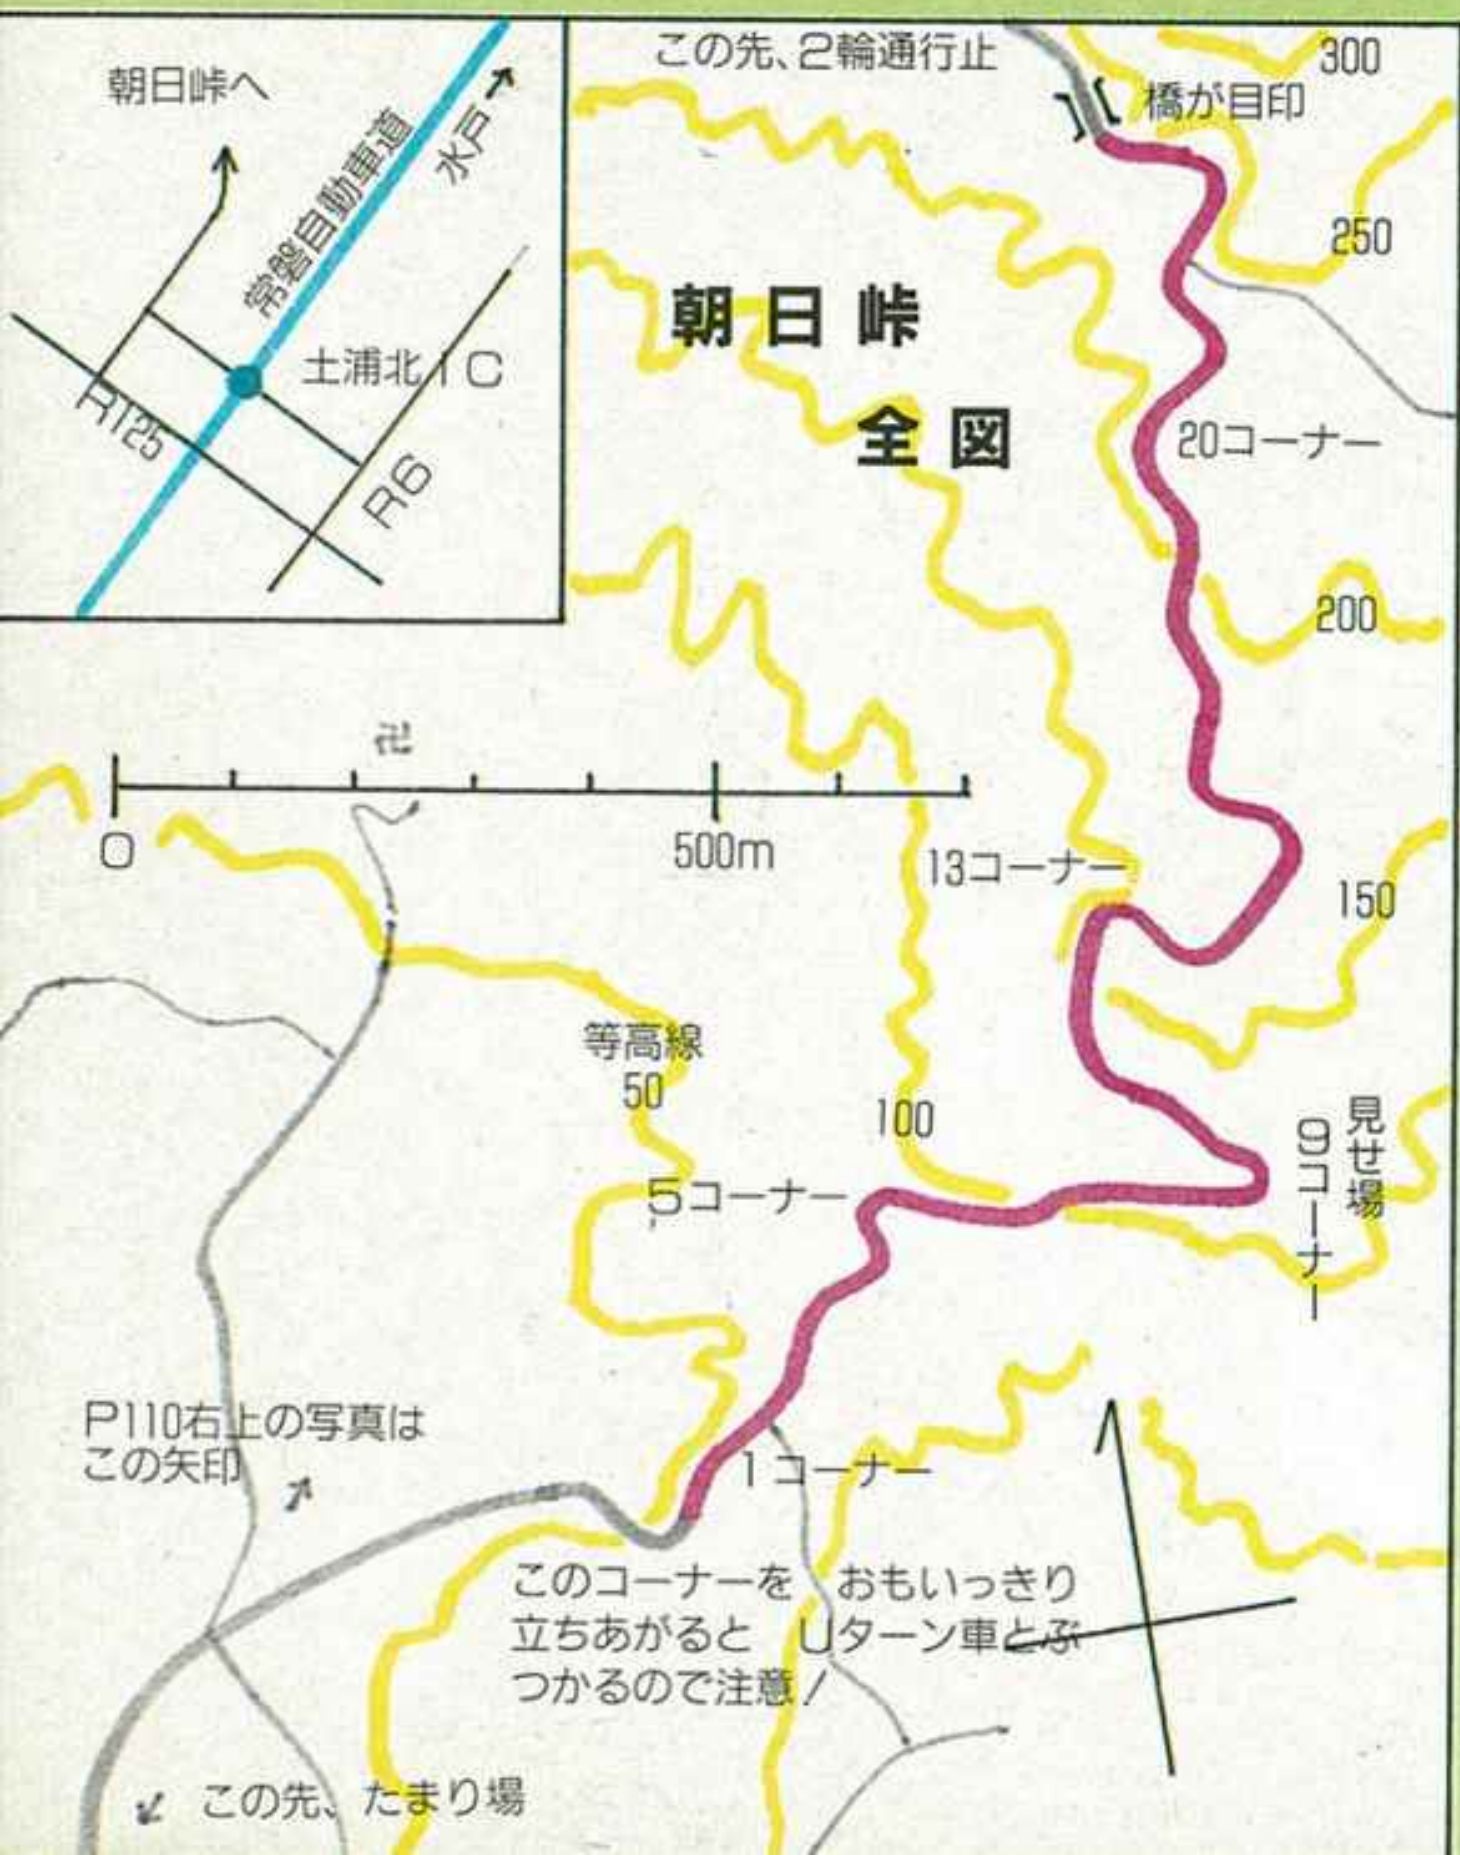 朝日峠へ
常磐自動車道
水戸
土浦北IC
R125
R6
この先、2輪通行止
橋が目印
300
250
朝日峠
全図
20コーナー
200
卍
0
500m
13コーナー
150
等高線
50
100
5コーナー
見せ場
9コーナー
P110右上の写真は
この矢印
1コーナー
このコーナーを おもいっきり
立ちあがると Uターン車とぶ
つかるので注意!
この先、たまり場